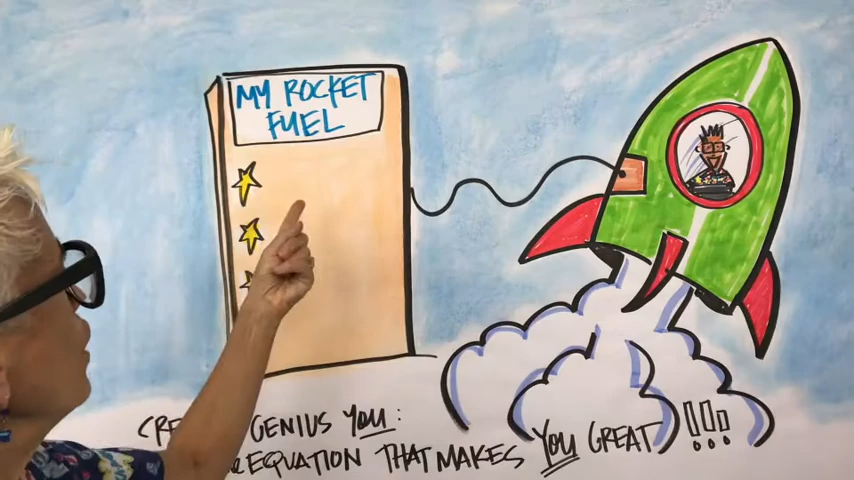 MY ROCKET
FUEL
GENIUS YOU:
EQUATION THAT MAKES YOU GREAT!!!